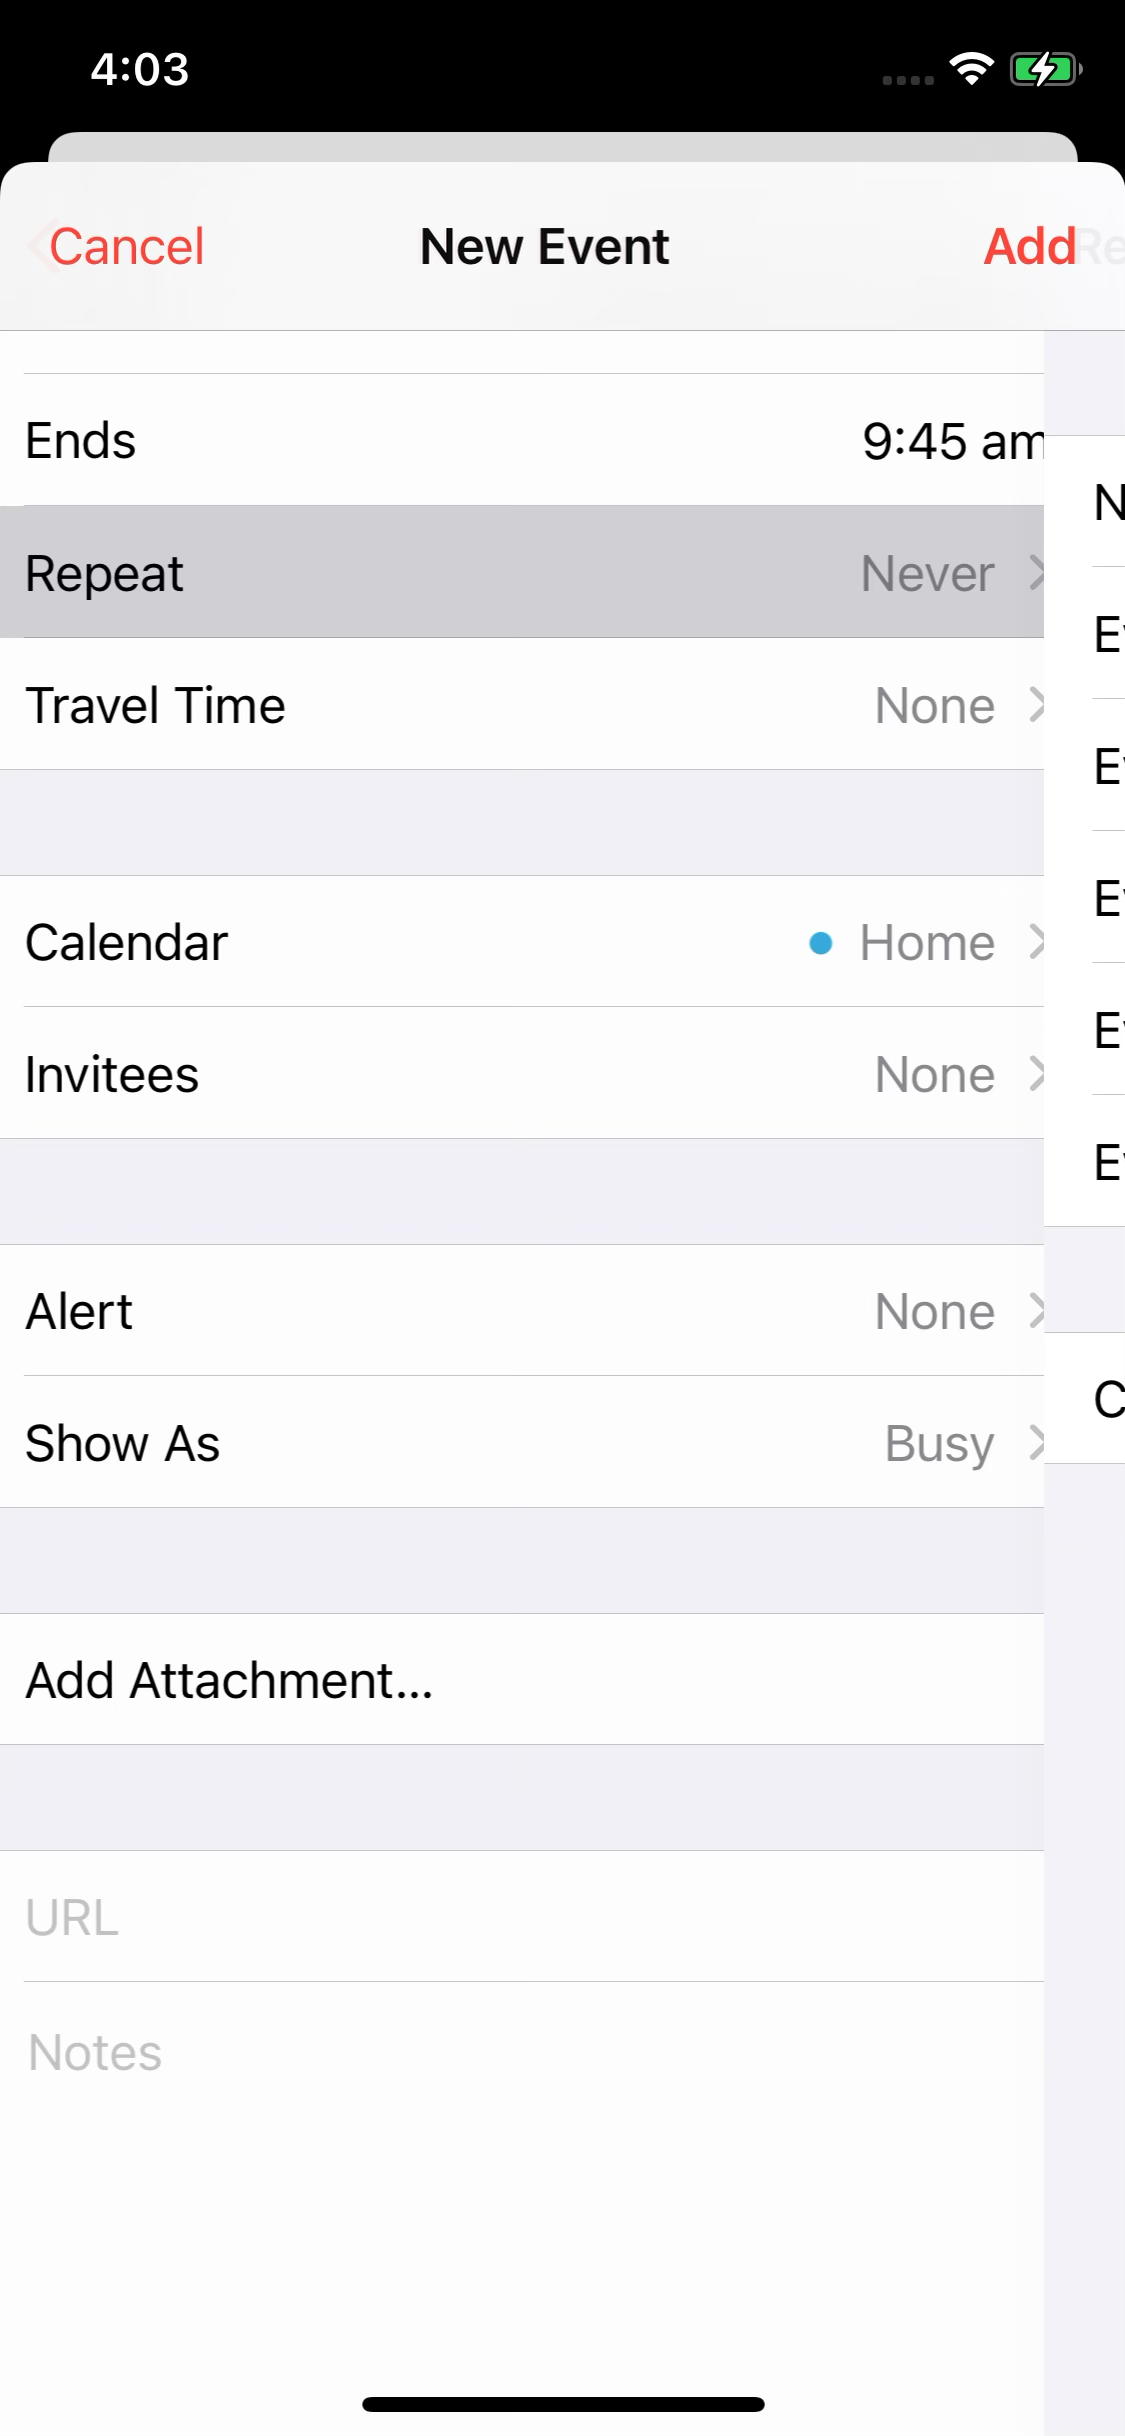 4:03
Cancel New Event Add Re
Ends 9:45 am
N
Repeat Never
E
Travel Time None
E
E
Calendar Home
E
Invitees None
E
Alert None
C
Show As Busy
Add Attachment...
URL
Notes